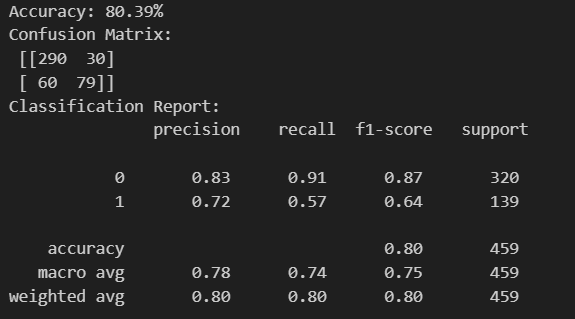 Accuracy: 80.39%
Confusion Matrix:
[[290 30]
[ 60 79]]
Classification Report:
precision recall f1-score support
0 0.83 0.91 0.87 320
1 0.72 0.57 0.64 139
accuracy 0.80 459
macro avg 0.78 0.74 0.75 459
weighted avg 0.80 0.80 0.80 459